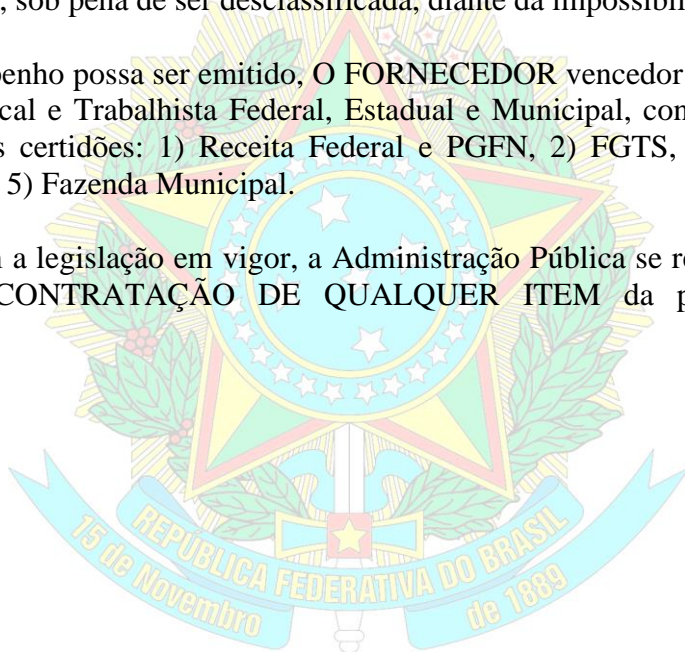 , sob pena de ser desclassificada, diante da impossibil
penho possa ser emitido, O FORNECEDOR vencedor
cal e Trabalhista Federal, Estadual e Municipal, con
s certidões: 1) Receita Federal e PGFN, 2) FGTS,
5) Fazenda Municipal.
a legislação em vigor, a Administração Pública se re
CONTRATAÇÃO DE QUALQUER ITEM da p
REPÚBLICA FEDERATIVA DO BRASIL
15 de Novembro
de 1889